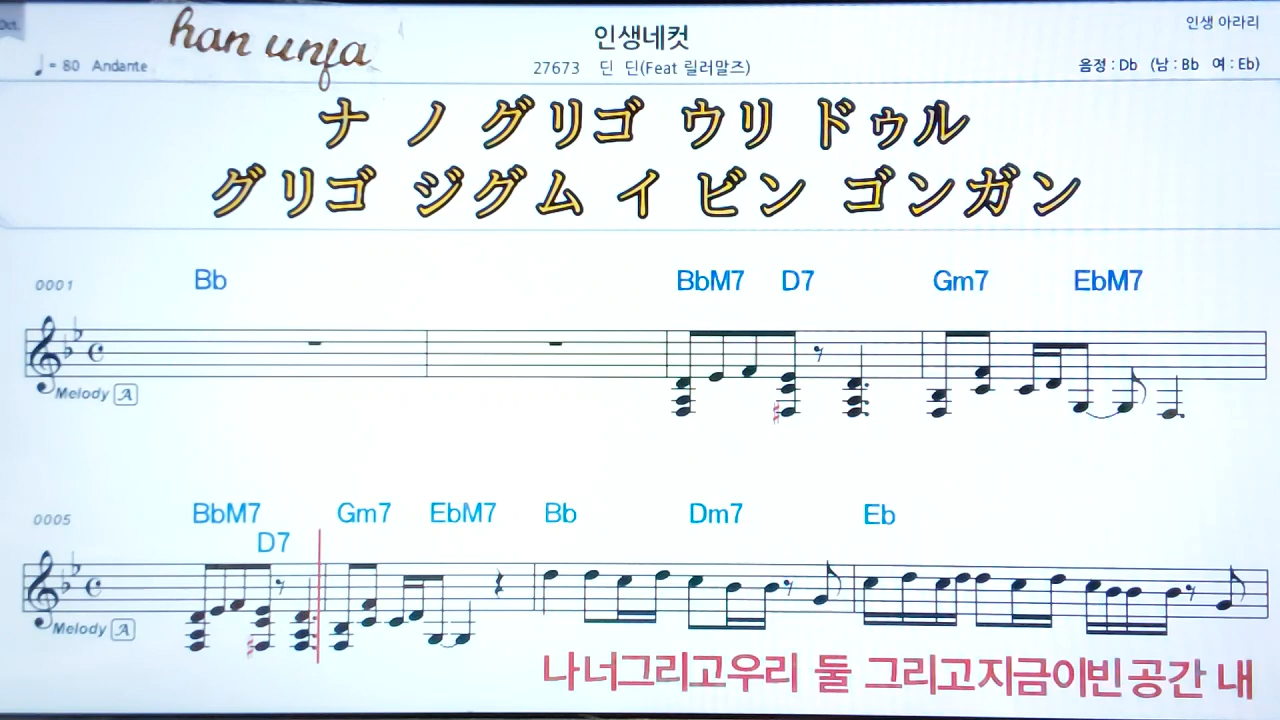 Oct.
han unfa
인생네컷
인생 아라리
♩= 80 Andante
27673 딘 딘(Feat 릴러말즈)
음정 : Db (남 : Bb 여 : Eb)
ナ ノ グリゴ ウリ ドゥル
グリゴ ジグム イ ビン ゴンガン
0001 Bb BbM7 D7 Gm7 EbM7
Melody A
0005 BbM7 D7 Gm7 EbM7 Bb Dm7 Eb
Melody A
나너그리고우리 둘 그리고지금이빈공간 내